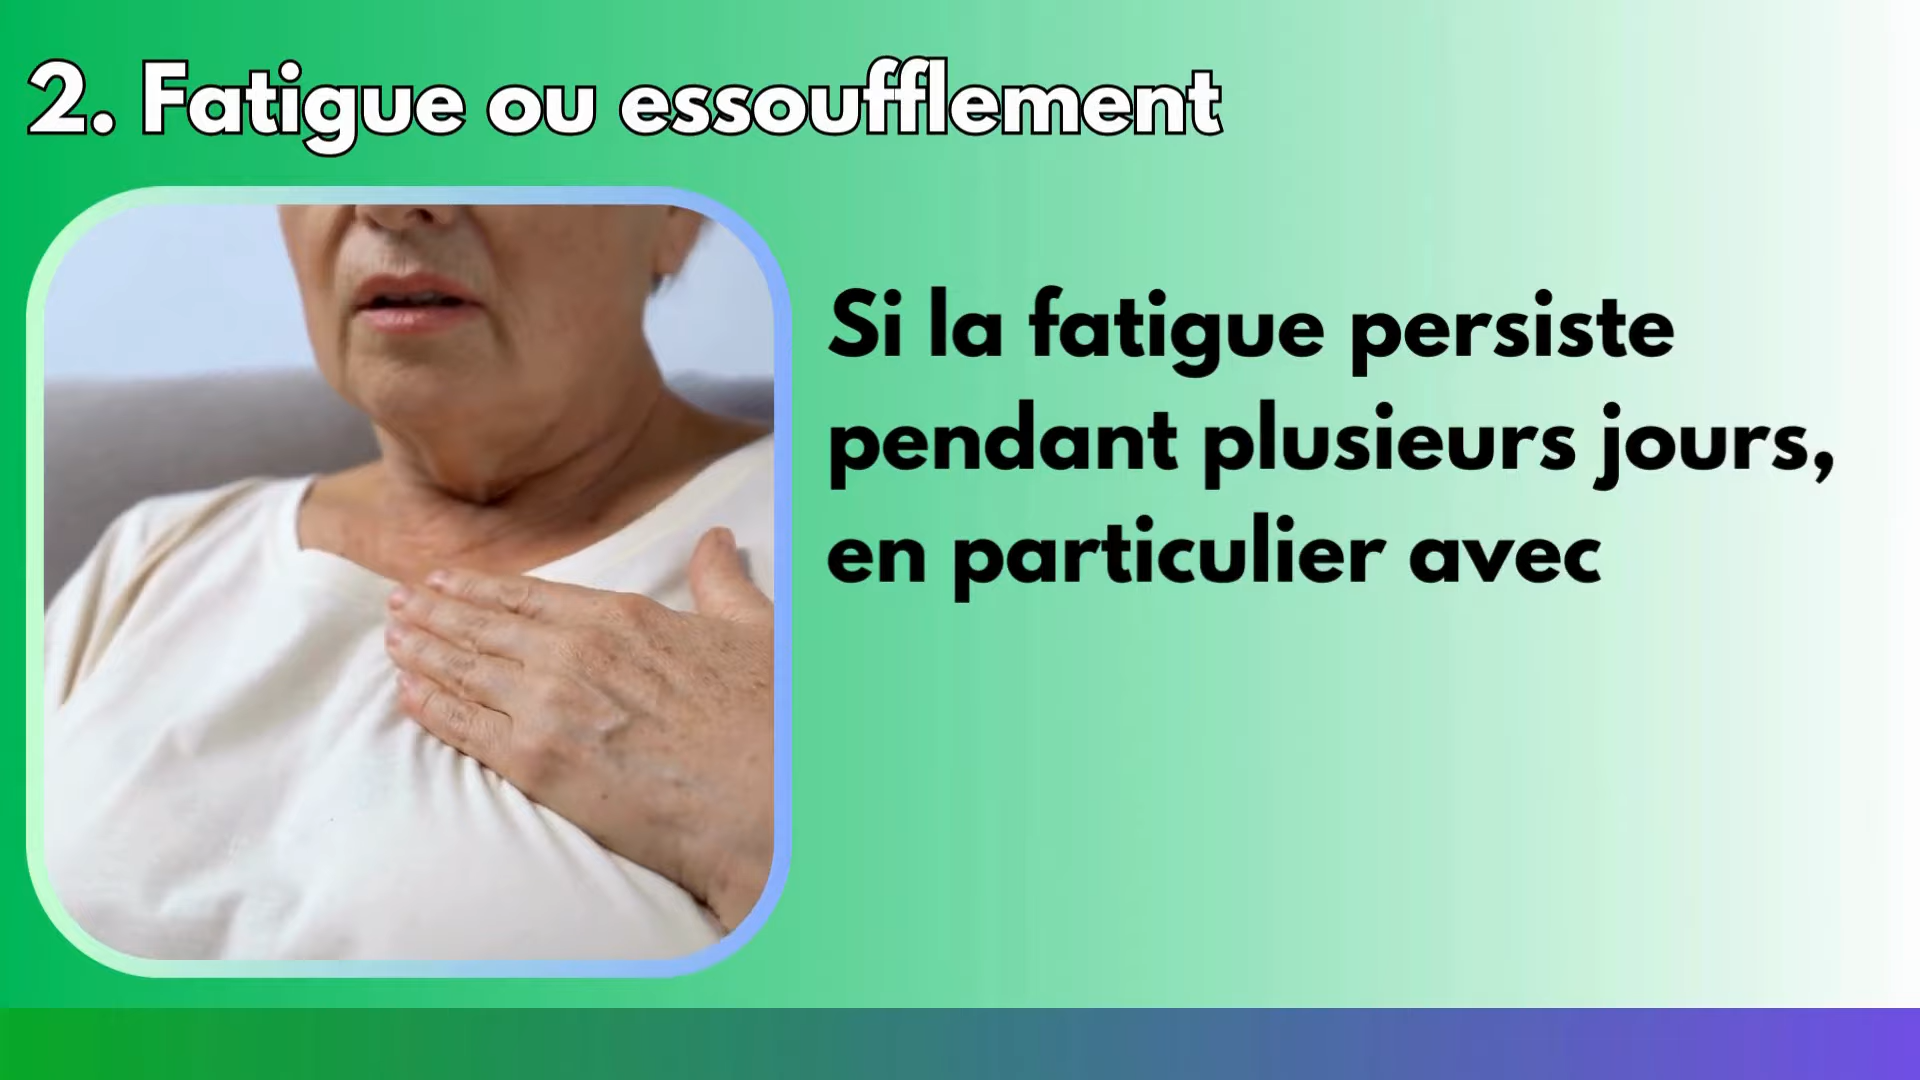 2. Fatigue ou essoufflement
Si la fatigue persiste
pendant plusieurs jours,
en particulier avec